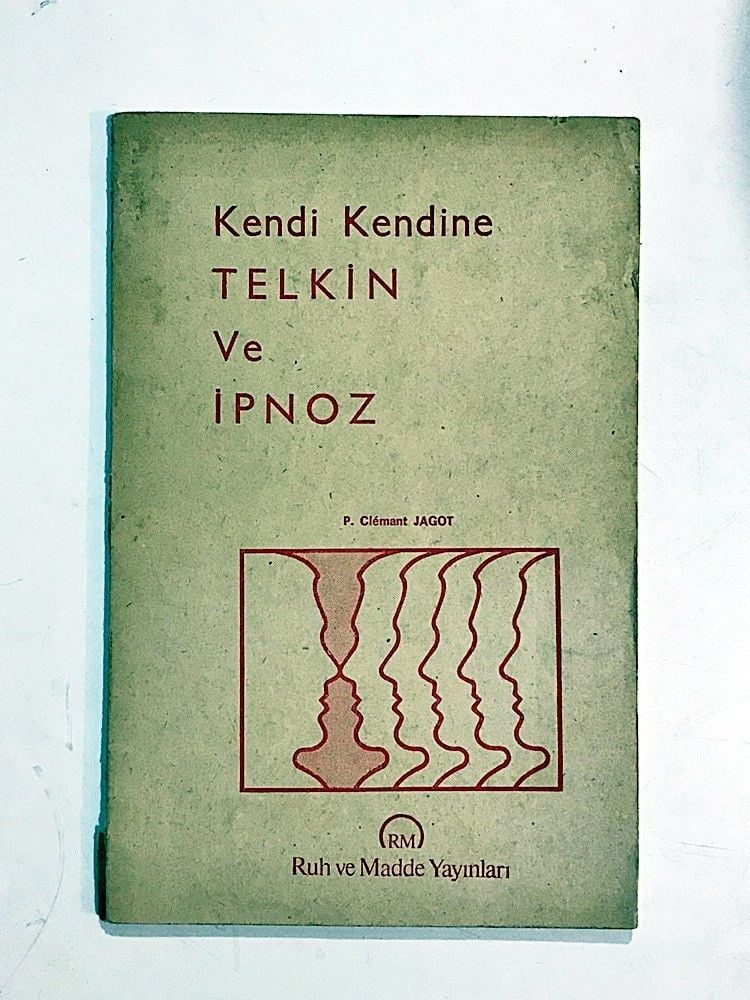 Kendi Kendine
TELKİN
Ve
İPNOZ
P. Clémant JAGOT
RM
Ruh ve Madde Yayınları